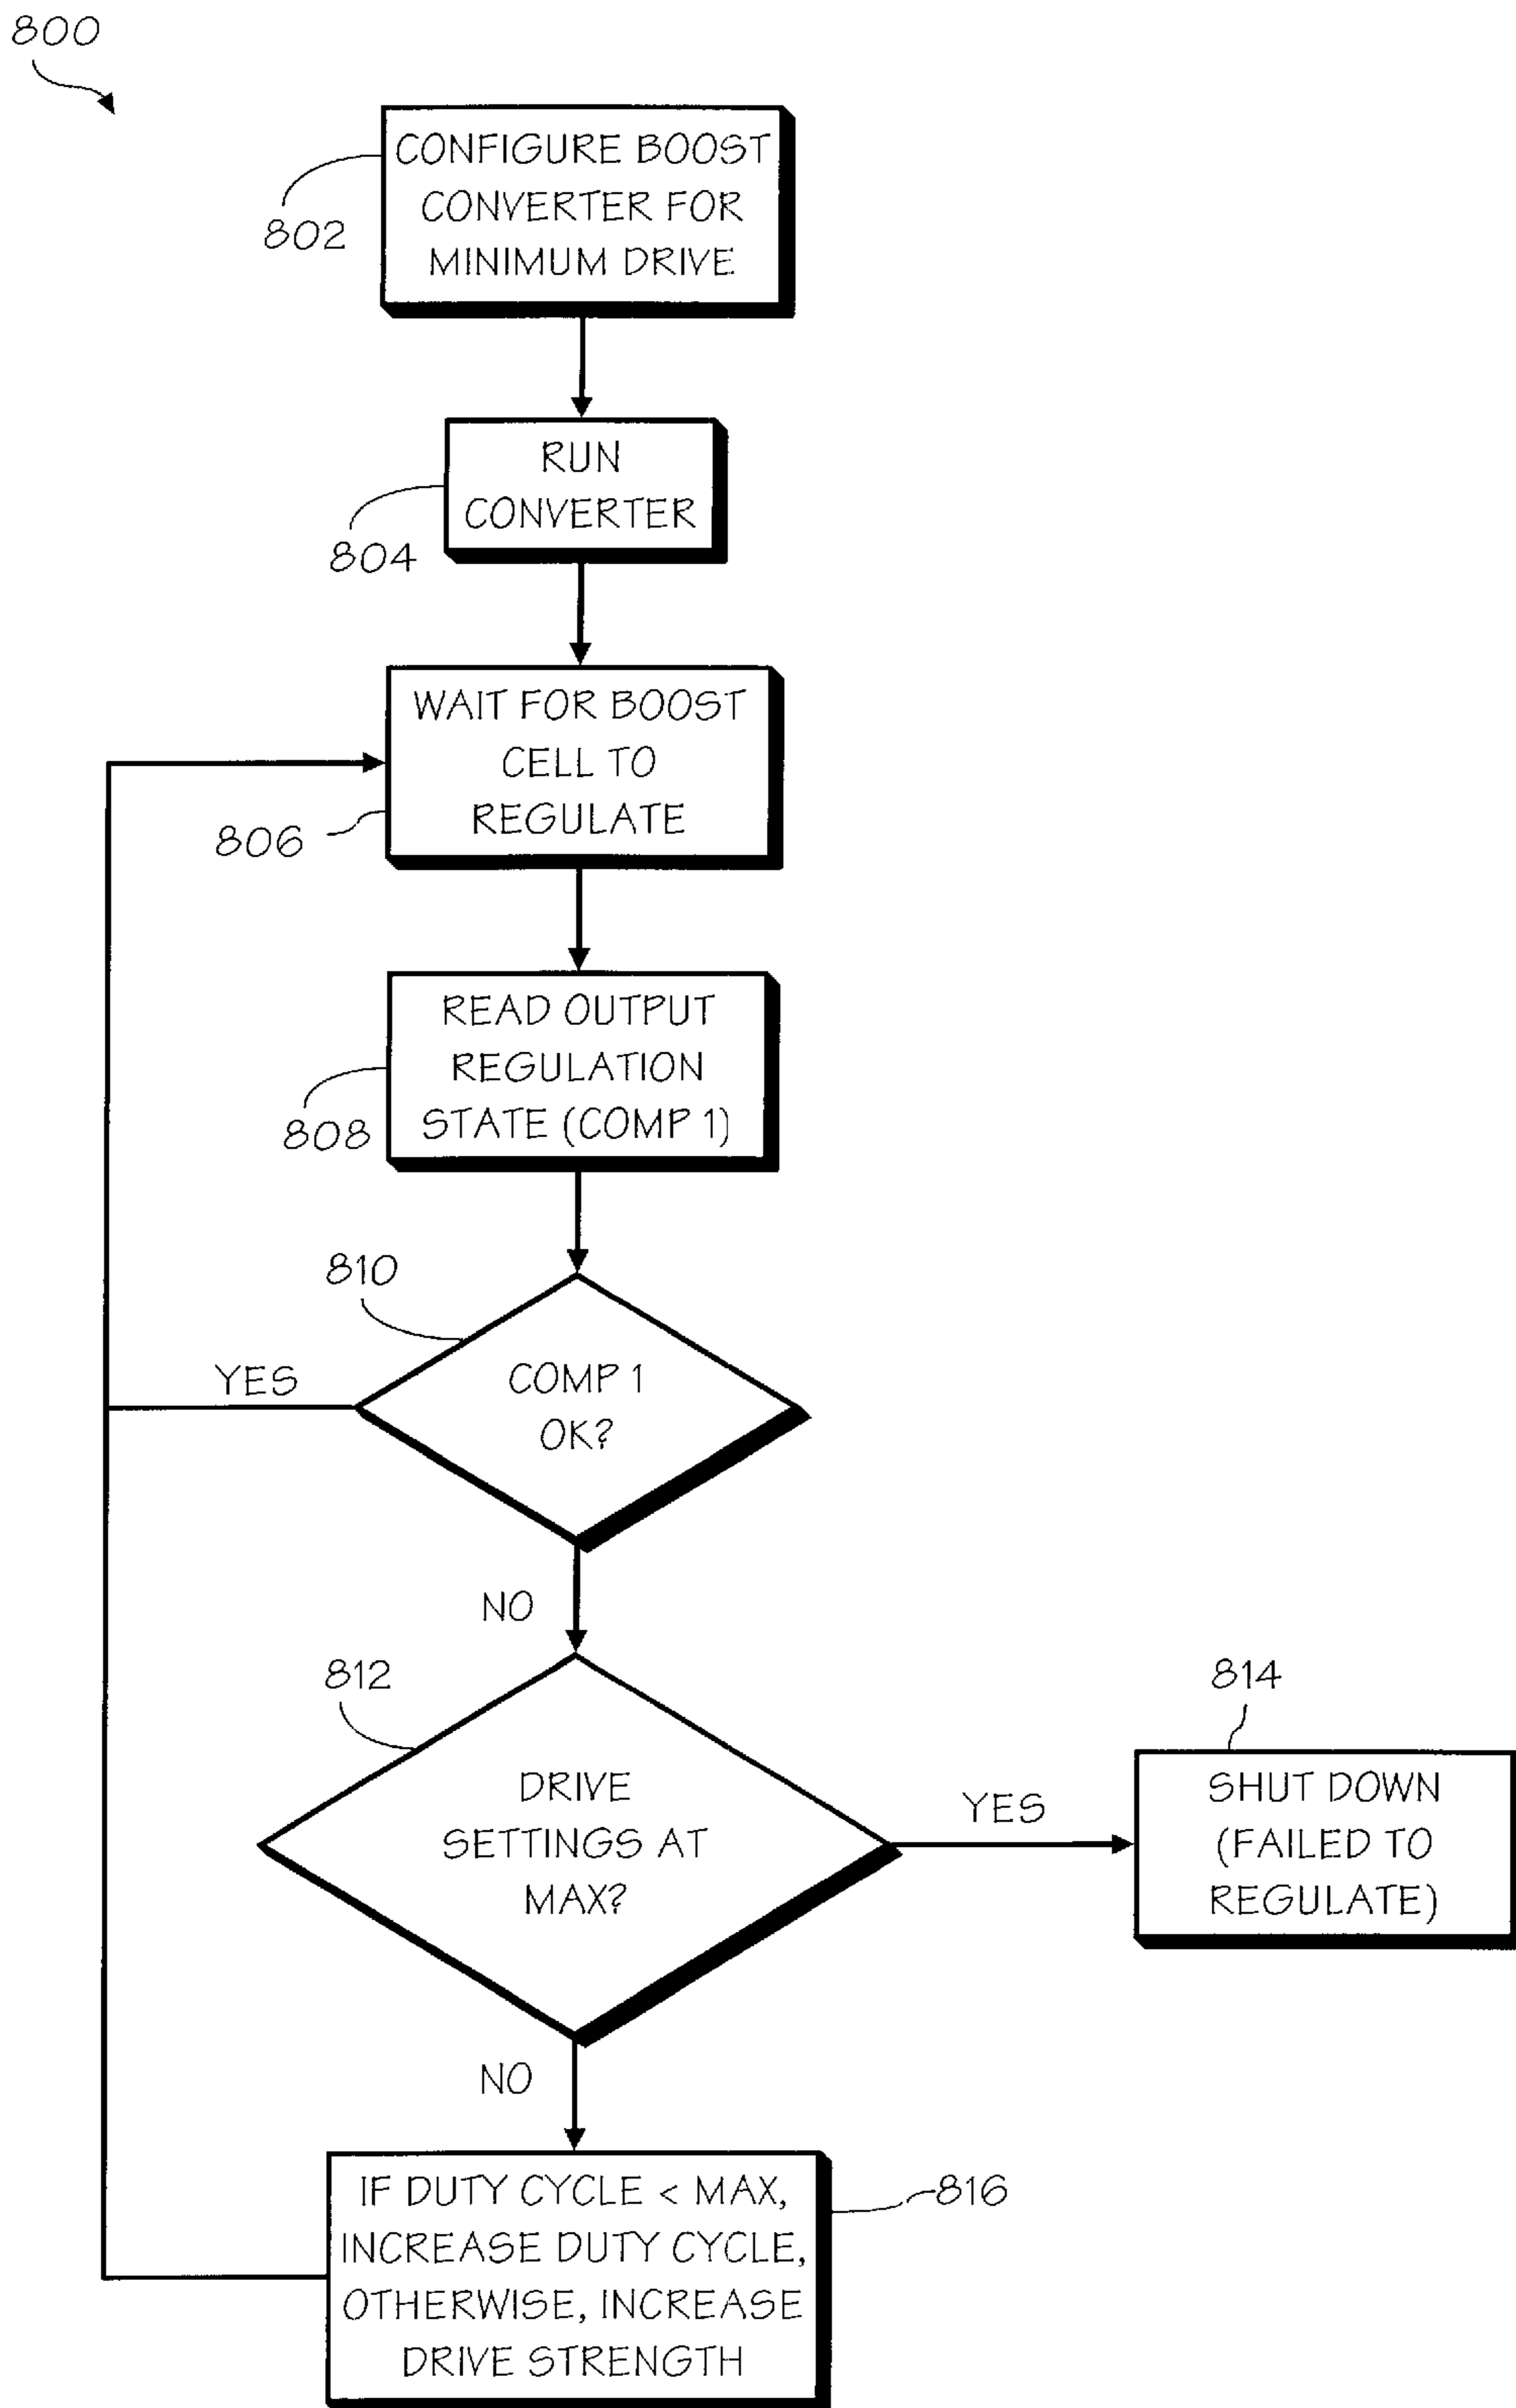 800
CONFIGURE BOOST
CONVERTER FOR
MINIMUM DRIVE
802
RUN
CONVERTER
804
WAIT FOR BOOST
CELL TO
REGULATE
806
READ OUTPUT
REGULATION
STATE (COMP 1)
808
810
COMP 1
OK?
YES
NO
812
DRIVE
SETTINGS AT
MAX?
YES
814
SHUT DOWN
(FAILED TO
REGULATE)
NO
IF DUTY CYCLE < MAX,
INCREASE DUTY CYCLE,
OTHERWISE, INCREASE
DRIVE STRENGTH
816